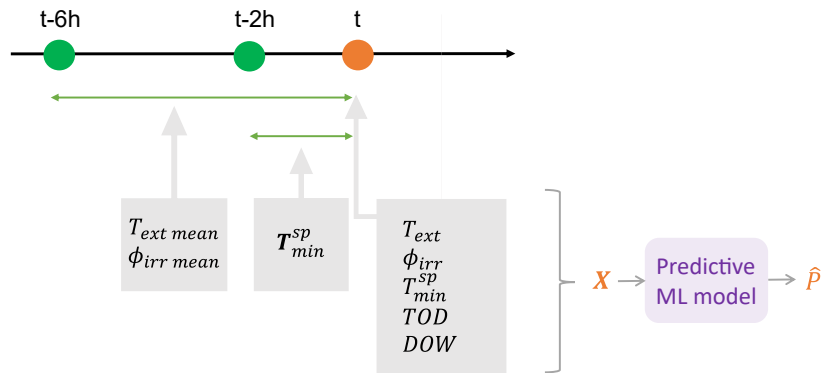 t-6h t-2h t
T_ext mean
ϕ_irr mean
T^sp_min
T_ext
ϕ_irr
T^sp_min
TOD
DOW
X
Predictive
ML model
P̂